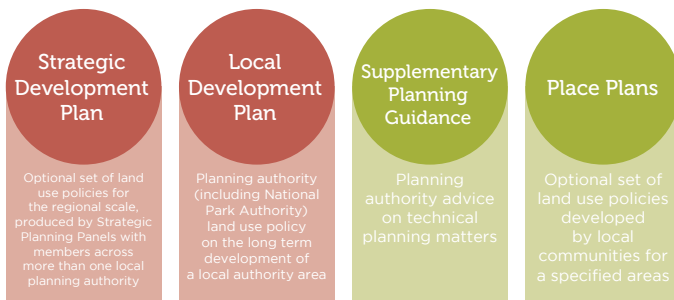 Strategic
Development
Plan
Optional set of land
use policies for
the regional scale,
produced by Strategic
Planning Panels with
members across
more than one local
planning authority
Local
Development
Plan
Planning authority
(including National
Park Authority)
land use policy
on the long term
development of
a local authority area
Supplementary
Planning
Guidance
Planning
authority advice
on technical
planning matters
Place Plans
Optional set of
land use policies
developed
by local
communities for
a specified areas